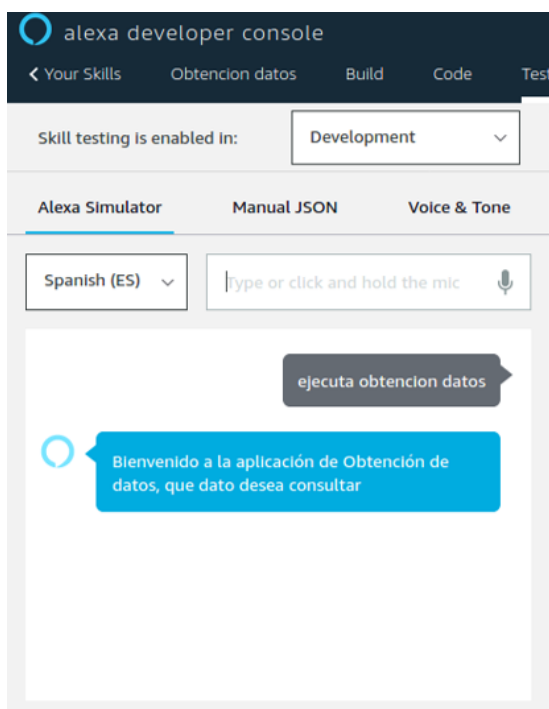 alexa developer console
Your Skills Obtencion datos Build Code Test
Skill testing is enabled in: Development
Alexa Simulator Manual JSON Voice & Tone
Spanish (ES) Type or click and hold the mic
ejecuta obtencion datos
Bienvenido a la aplicación de Obtención de
datos, que dato desea consultar